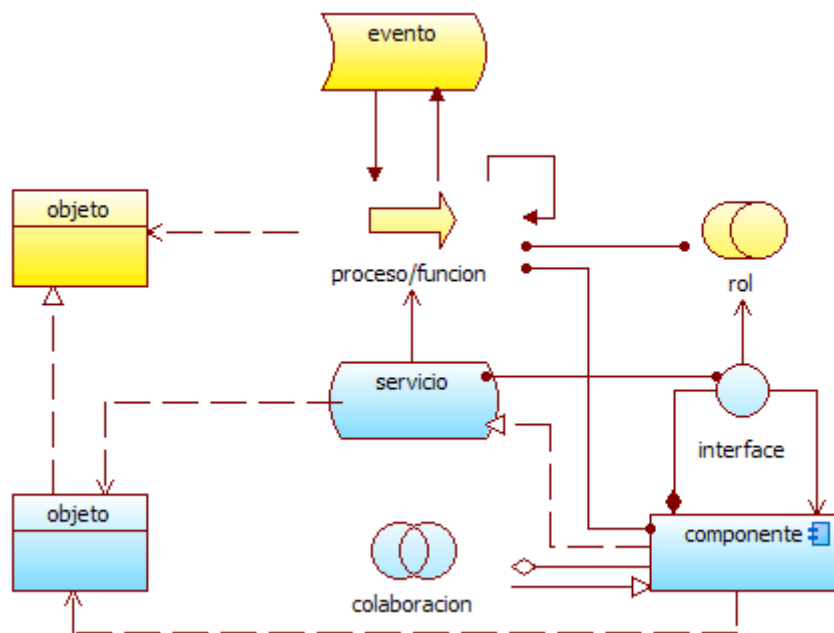 evento
objeto
proceso/funcion
rol
servicio
interface
objeto
componente
colaboracion